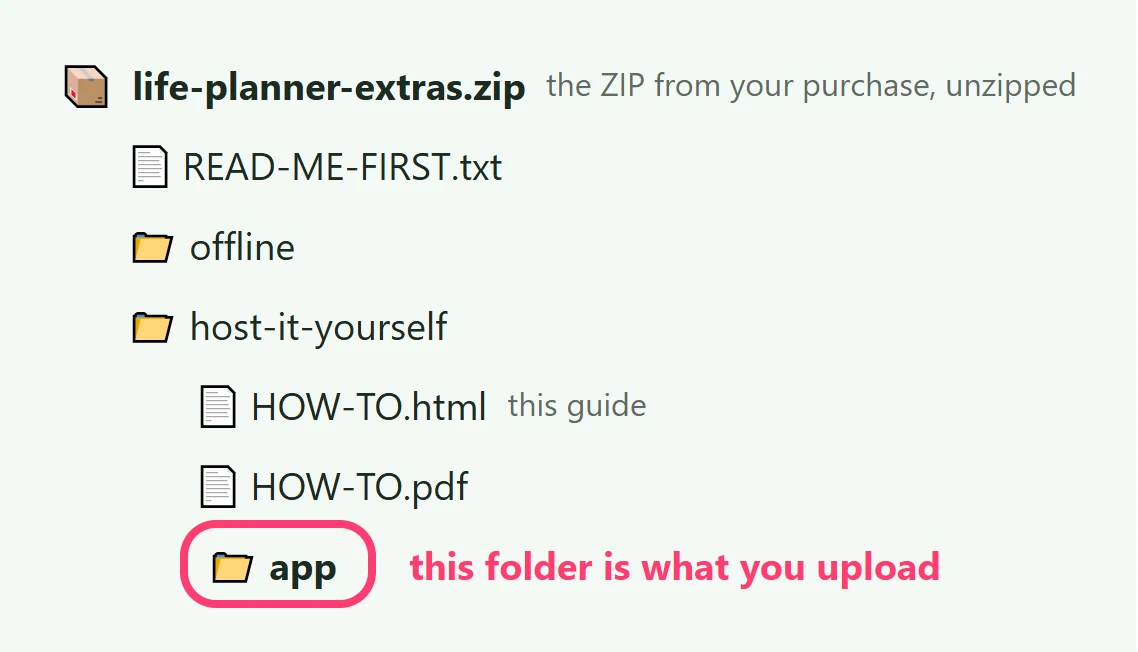 life-planner-extras.zip the ZIP from your purchase, unzipped
READ-ME-FIRST.txt
offline
host-it-yourself
HOW-TO.html this guide
HOW-TO.pdf
app this folder is what you upload